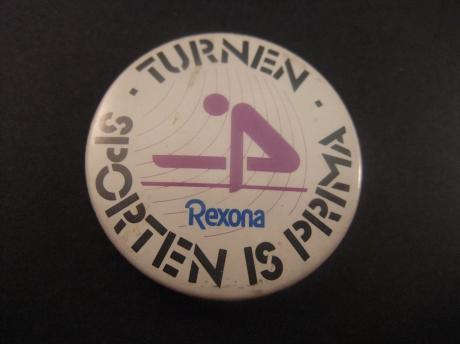 · TURNEN ·
SPORTEN IS PRIMA
Rexona